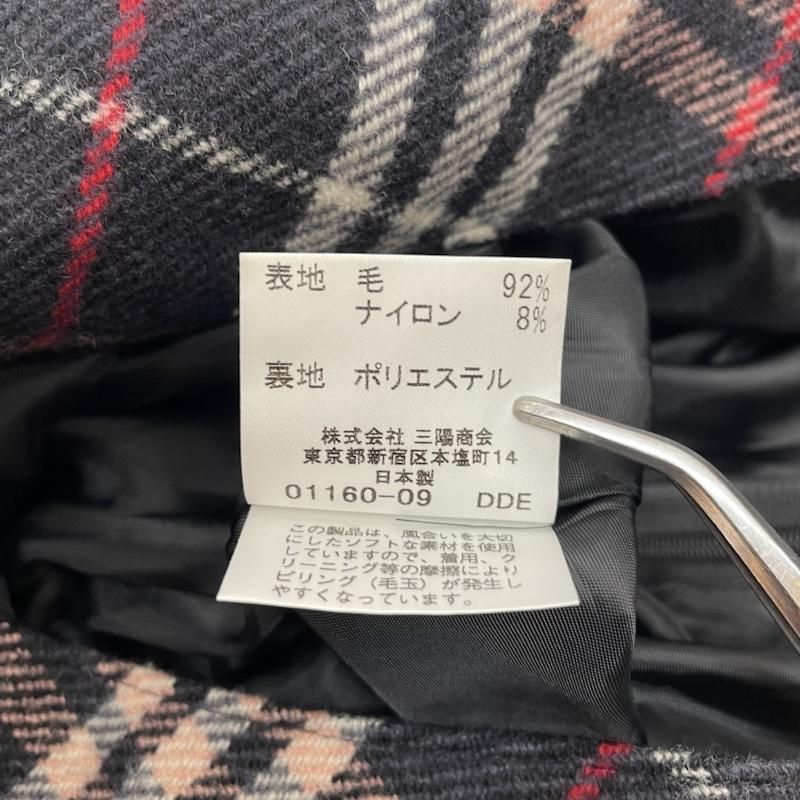 表地 毛 92%
ナイロン 8%
裏地 ポリエステル
株式会社 三陽商会
東京都新宿区本塩町14
日本製
01160-09 DDE
この製品は、風合いを大切
にしたソフトな素材を使用
していますので、着用、ク
リーニング等の摩擦により
ピリング(毛玉)が発生し
やすくなっています。